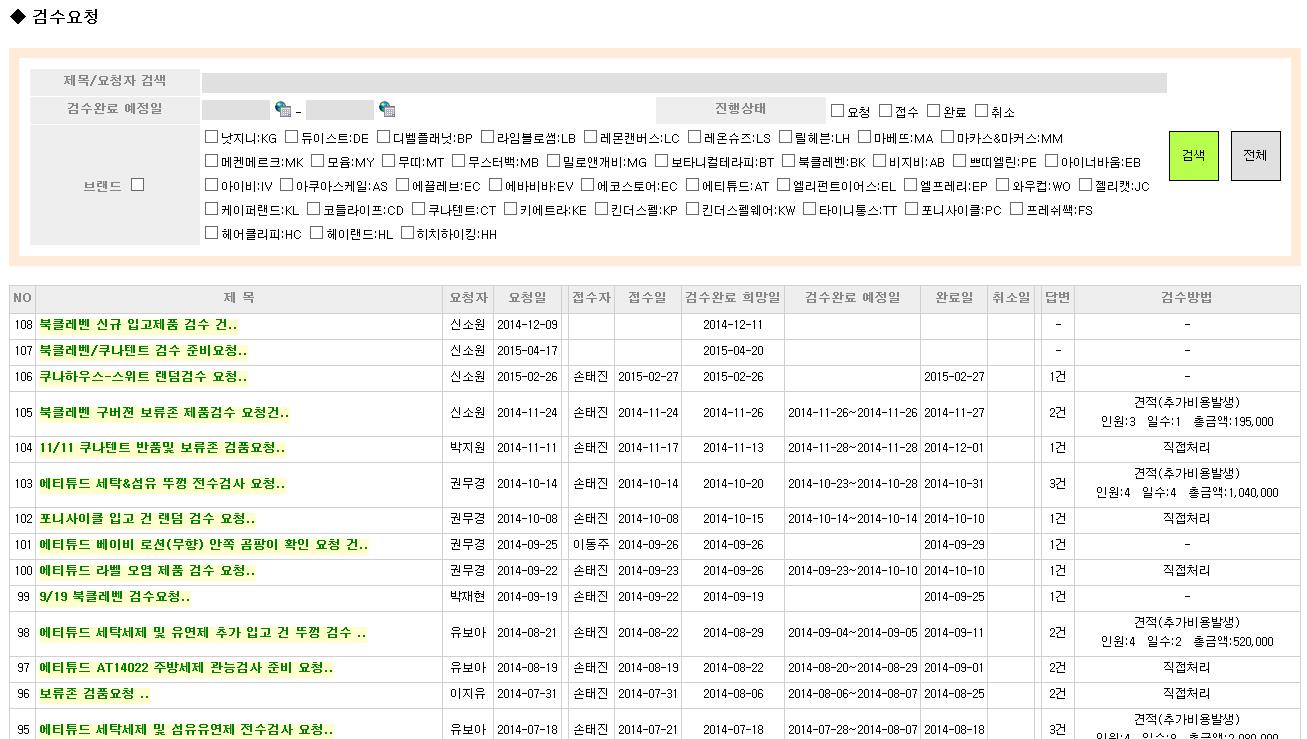 ◆ 검수요청
제목/요청자 검색
검수완료 예정일 - 진행상태 요청 접수 완료 취소
브랜드
낫지니:KG 듀이스트:DE 디벨플래닛:BP 라임블로썸:LB 레몬캔버스:LC 레온슈즈:LS 릴헤븐:LH 마베뜨:MA 마카스&마커스:MM
메켄메르크:MK 모윰:MY 무띠:MT 무스터백:MB 밀로앤개비:MG 보타니컬테라피:BT 북클레벤:BK 비지비:AB 쁘띠엘린:PE 아이너바움:EB
아이비:IV 아쿠아스케일:AS 에끌레브:EC 에바비바:EV 에코스토어:EC 에티튜드:AT 엘리펀트이어스:EL 엘프레리:EP 와우컵:WO 젤리캣:JC
케이퍼랜드:KL 코들라이프:CD 쿠나텐트:CT 키에트라:KE 킨더스펠:KP 킨더스펠웨어:KW 타이니통스:TT 포니사이클:PC 프레쉬쌕:FS
헤어클리피:HC 헤이랜드:HL 히치하이킹:HH
검색 전체
NO 제 목 요청자 요청일 접수자 접수일 검수완료 희망일 검수완료 예정일 완료일 취소일 답변 검수방법
108 북클레벤 신규 입고제품 검수 건.. 신소원 2014-12-09 2014-12-11 - -
107 북클레벤/쿠나텐트 검수 준비요청.. 신소원 2015-04-17 2015-04-20 - -
106 쿠나하우스-스위트 랜덤검수 요청.. 신소원 2015-02-26 손태진 2015-02-27 2015-02-26 2015-02-27 1건 -
105 북클레벤 구버젼 보류존 제품검수 요청건.. 신소원 2014-11-24 손태진 2014-11-24 2014-11-26 2014-11-26~2014-11-26 2014-11-27 2건 견적(추가비용발생)
인원:3 일수:1 총금액:195,000
104 11/11 쿠나텐트 반품및 보류존 검품요청.. 박지원 2014-11-11 손태진 2014-11-17 2014-11-13 2014-11-28~2014-11-28 2014-12-01 1건 직접처리
103 에티튜드 세탁&섬유 뚜껑 전수검사 요청.. 권무경 2014-10-14 손태진 2014-10-14 2014-10-20 2014-10-23~2014-10-28 2014-10-31 3건 견적(추가비용발생)
인원:4 일수:4 총금액:1,040,000
102 포니사이클 입고 건 랜덤 검수 요청.. 권무경 2014-10-08 손태진 2014-10-08 2014-10-15 2014-10-14~2014-10-14 2014-10-10 1건 직접처리
101 에티튜드 베이비 로션(무향) 안쪽 곰팡이 확인 요청 건.. 권무경 2014-09-25 이동주 2014-09-26 2014-09-26 2014-09-29 1건 -
100 에티튜드 라벨 오염 제품 검수 요청.. 권무경 2014-09-22 손태진 2014-09-23 2014-09-26 2014-09-23~2014-10-10 2014-10-10 1건 직접처리
99 9/19 북클레벤 검수요청.. 박재현 2014-09-19 손태진 2014-09-22 2014-09-19 2014-09-25 1건 -
98 에티튜드 세탁세제 및 유연제 추가 입고 건 뚜껑 검수 .. 유보아 2014-08-21 손태진 2014-08-22 2014-08-29 2014-09-04~2014-09-05 2014-09-11 2건 견적(추가비용발생)
인원:4 일수:2 총금액:520,000
97 에티튜드 AT14022 주방세제 관능검사 준비 요청.. 유보아 2014-08-19 손태진 2014-08-19 2014-08-22 2014-08-20~2014-08-29 2014-09-01 2건 직접처리
96 보류존 검품요청 .. 이지유 2014-07-31 손태진 2014-07-31 2014-08-06 2014-08-06~2014-08-07 2014-08-25 2건 직접처리
95 에티튜드 세탁세제 및 섬유유연제 전수검사 요청.. 유보아 2014-07-18 손태진 2014-07-21 2014-07-18 2014-07-28~2014-08-07 2014-08-18 3건 견적(추가비용발생)